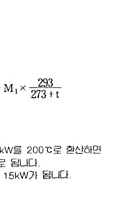 M₁× 293/273+t
kW를 200℃로 환산하면
로 됩니다.
15kW가 됩니다.